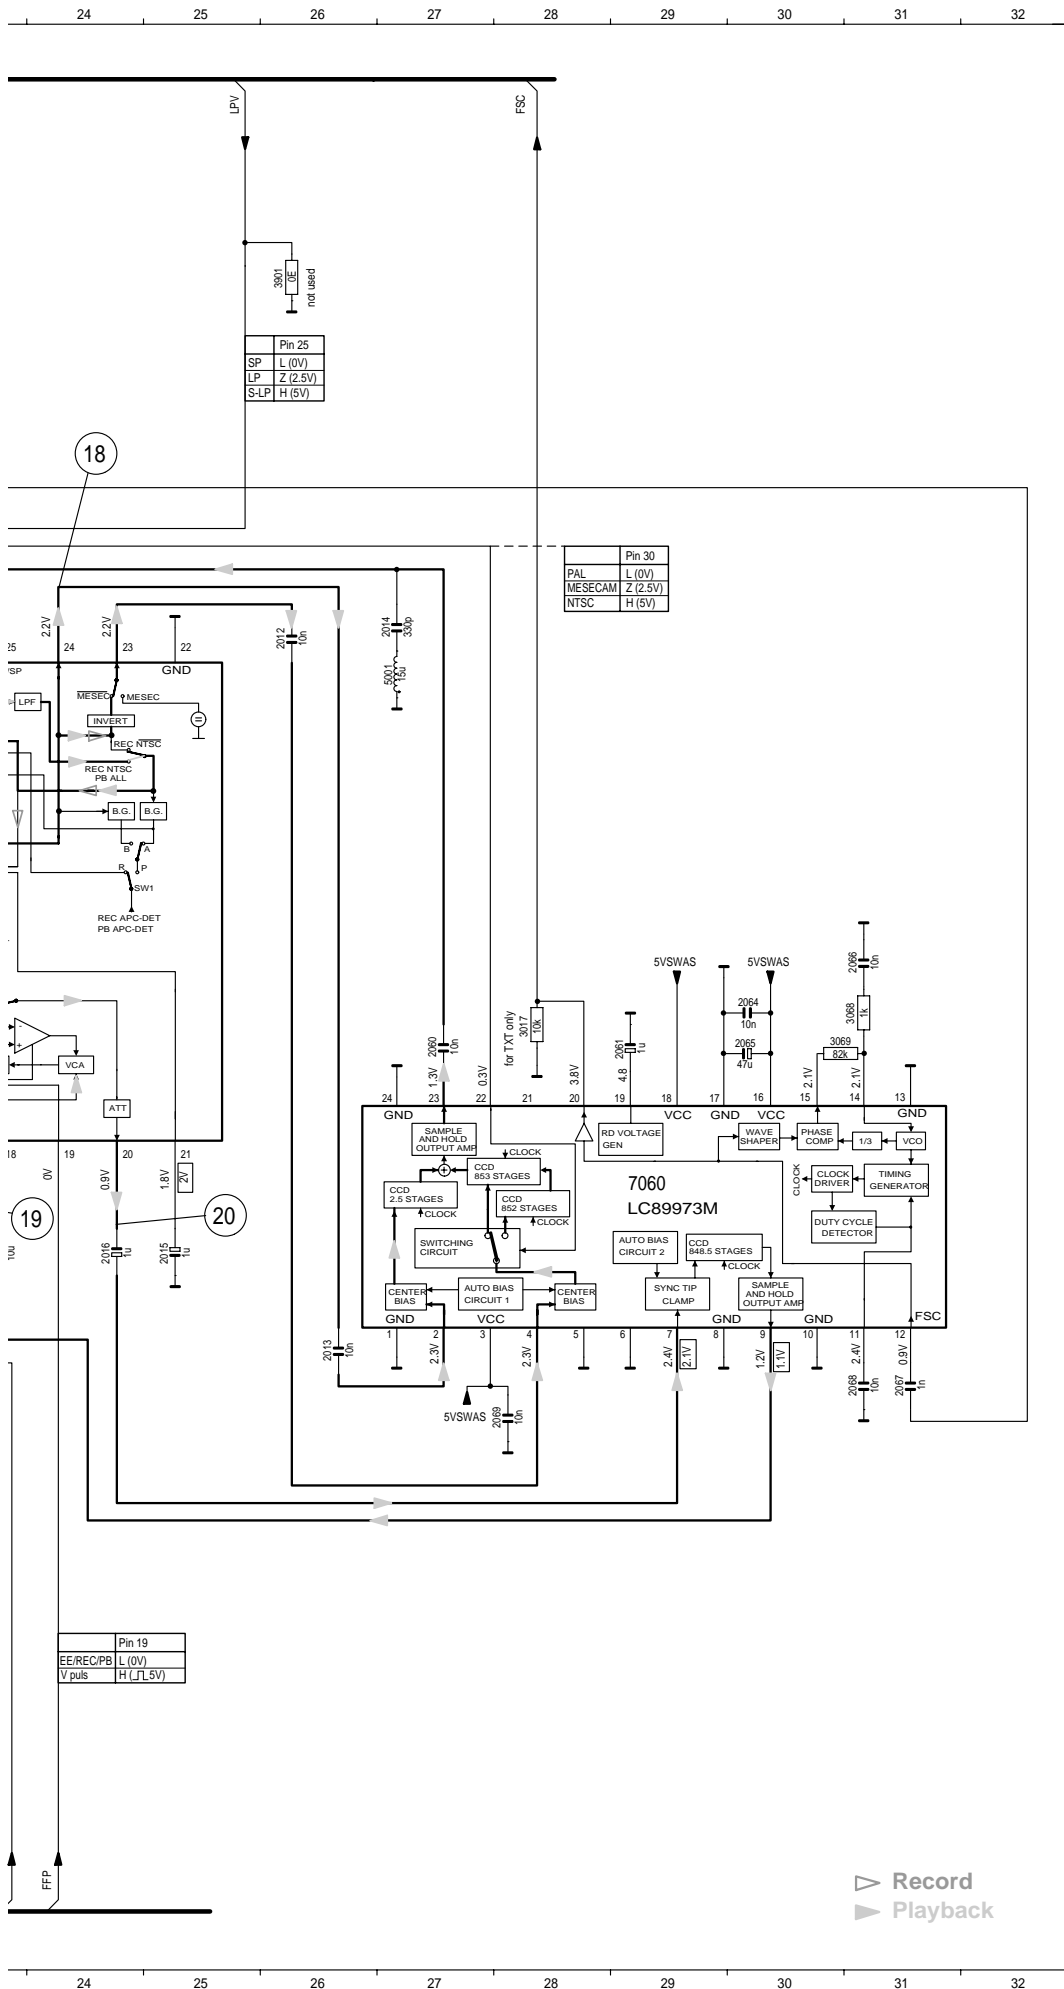 24 25 26 27 28 29 30 31 32
LPV
FSC
3901
0E
not used
Pin 25
SP L (0V)
LP Z (2.5V)
S-LP H (5V)
18
Pin 30
PAL L (0V)
MESECAM Z (2.5V)
NTSC H (5V)
2.2V
2.2V
25 24 23 22
GND
2012
10n
2014
330p
5001
15u
LPF
MESEC
MESEC
INVERT
REC NTSC
REC NTSC
PB ALL
B.G.
B.G.
B A
R P
SW1
REC APC-DET
PB APC-DET
VCA
ATT
18 19 20 21
0V
0.9V
1.8V
2V
19
20
10u
2016
1u
2015
1u
5VSWAS
5VSWAS
2066
10n
3068
1k
3069
82k
2064
10n
2065
47u
for TXT only
3017
10k
2061
1u
2060
10n
1.3V
0.3V
3.8V
4.8
2.1V
2.1V
24 23 22 21 20 19 18 17 16 15 14 13
GND
VCC
GND
VCC
GND
SAMPLE
AND HOLD
OUTPUT AMP
RD VOLTAGE
GEN
WAVE
SHAPER
PHASE
COMP
1/3
VCO
CLOCK
CCD
853 STAGES
CCD
2.5 STAGES
CLOCK
CCD
852 STAGES
CLOCK
7060
LC89973M
CLOCK
CLOCK
DRIVER
TIMING
GENERATOR
DUTY CYCLE
DETECTOR
SWITCHING
CIRCUIT
AUTO BIAS
CIRCUIT 2
CCD
848.5 STAGES
CLOCK
CENTER
BIAS
AUTO BIAS
CIRCUIT 1
CENTER
BIAS
SYNC TIP
CLAMP
SAMPLE
AND HOLD
OUTPUT AMP
GND
VCC
GND
GND
FSC
1 2 3 4 5 6 7 8 9 10 11 12
2013
10n
2.3V
2.3V
2.4V
2.1V
1.2V
1.1V
2.4V
0.9V
5VSWAS
2069
10n
2068
10n
2067
1n
Pin 19
EE/REC/PB L (0V)
V puls H (⎍ 5V)
FFP
Record
Playback
24 25 26 27 28 29 30 31 32